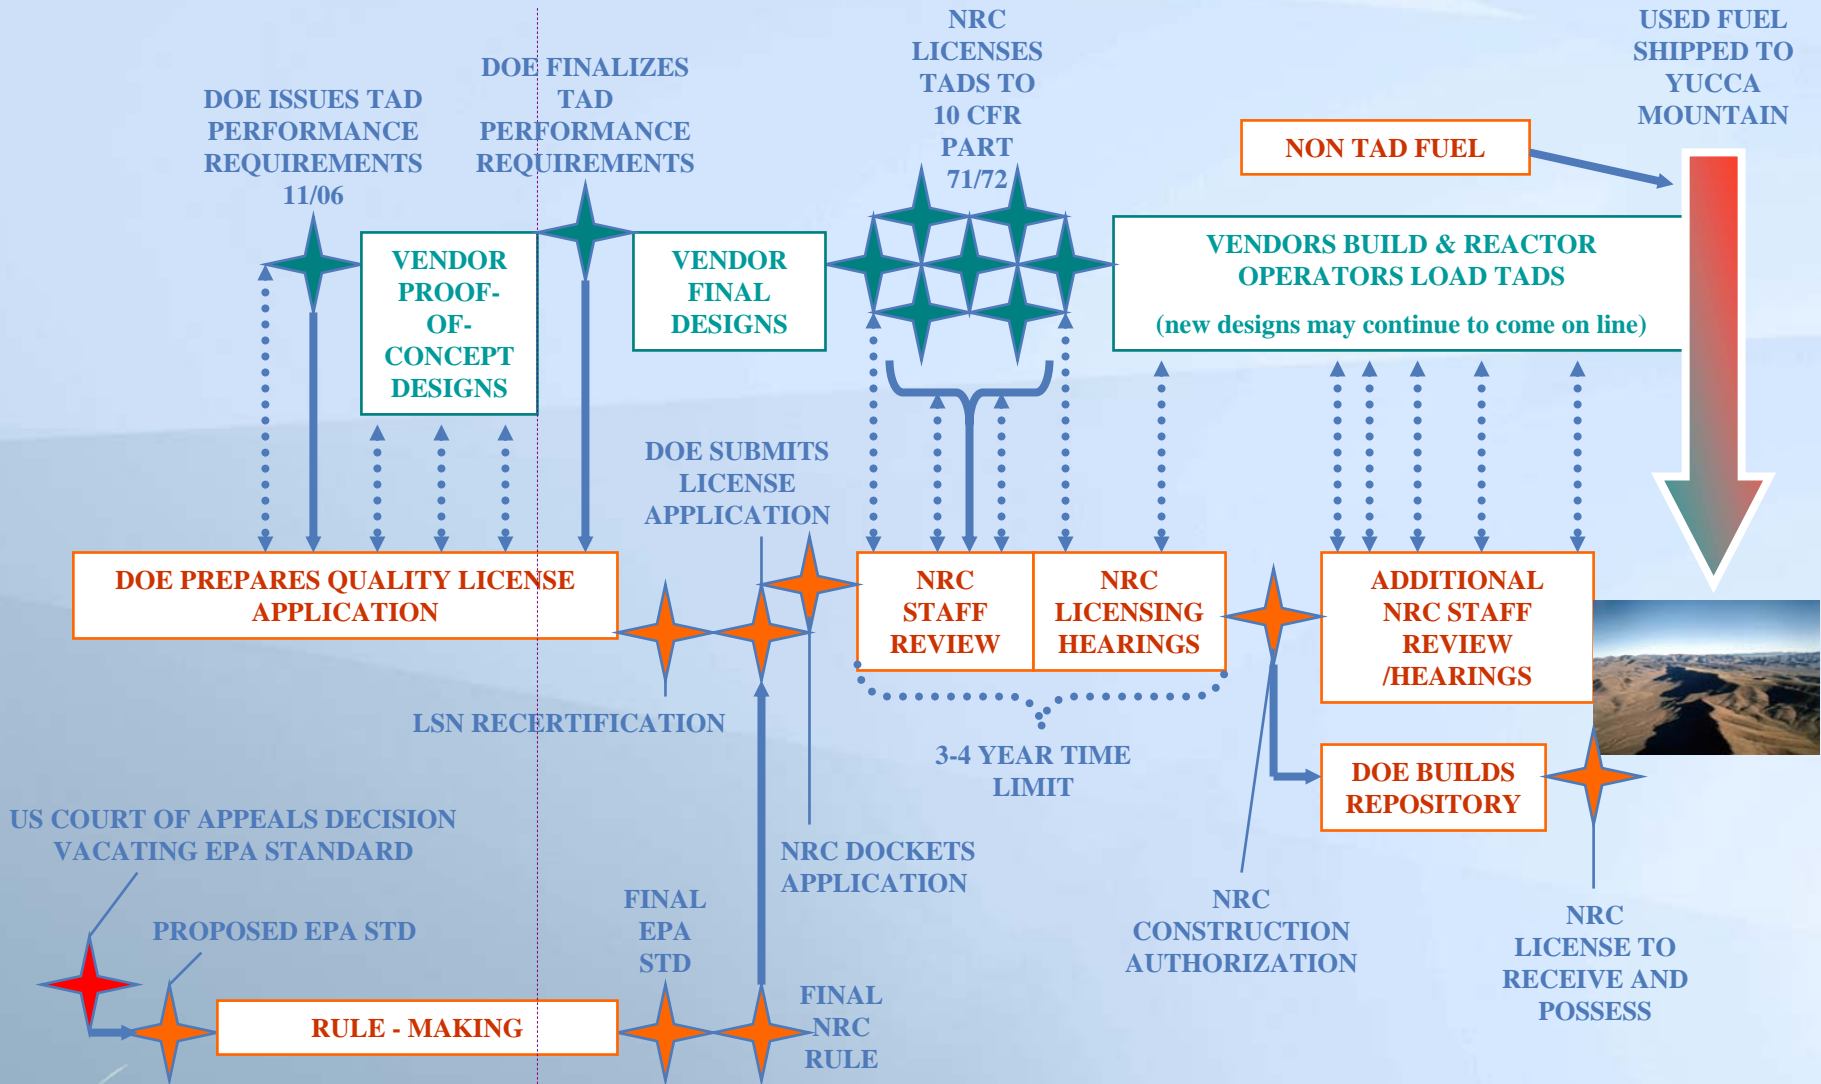 DOE ISSUES TAD
PERFORMANCE
REQUIREMENTS
11/06
DOE FINALIZES
TAD
PERFORMANCE
REQUIREMENTS
NRC
LICENSES
TADS TO
10 CFR
PART
71/72
USED FUEL
SHIPPED TO
YUCCA
MOUNTAIN
NON TAD FUEL
VENDOR
PROOF-
OF-
CONCEPT
DESIGNS
VENDOR
FINAL
DESIGNS
VENDORS BUILD & REACTOR
OPERATORS LOAD TADS
(new designs may continue to come on line)
DOE SUBMITS
LICENSE
APPLICATION
DOE PREPARES QUALITY LICENSE
APPLICATION
NRC
STAFF
REVIEW
NRC
LICENSING
HEARINGS
ADDITIONAL
NRC STAFF
REVIEW
/HEARINGS
LSN RECERTIFICATION
3-4 YEAR TIME
LIMIT
DOE BUILDS
REPOSITORY
US COURT OF APPEALS DECISION
VACATING EPA STANDARD
NRC DOCKETS
APPLICATION
PROPOSED EPA STD
FINAL
EPA
STD
NRC
CONSTRUCTION
AUTHORIZATION
NRC
LICENSE TO
RECEIVE AND
POSSESS
RULE - MAKING
FINAL
NRC
RULE